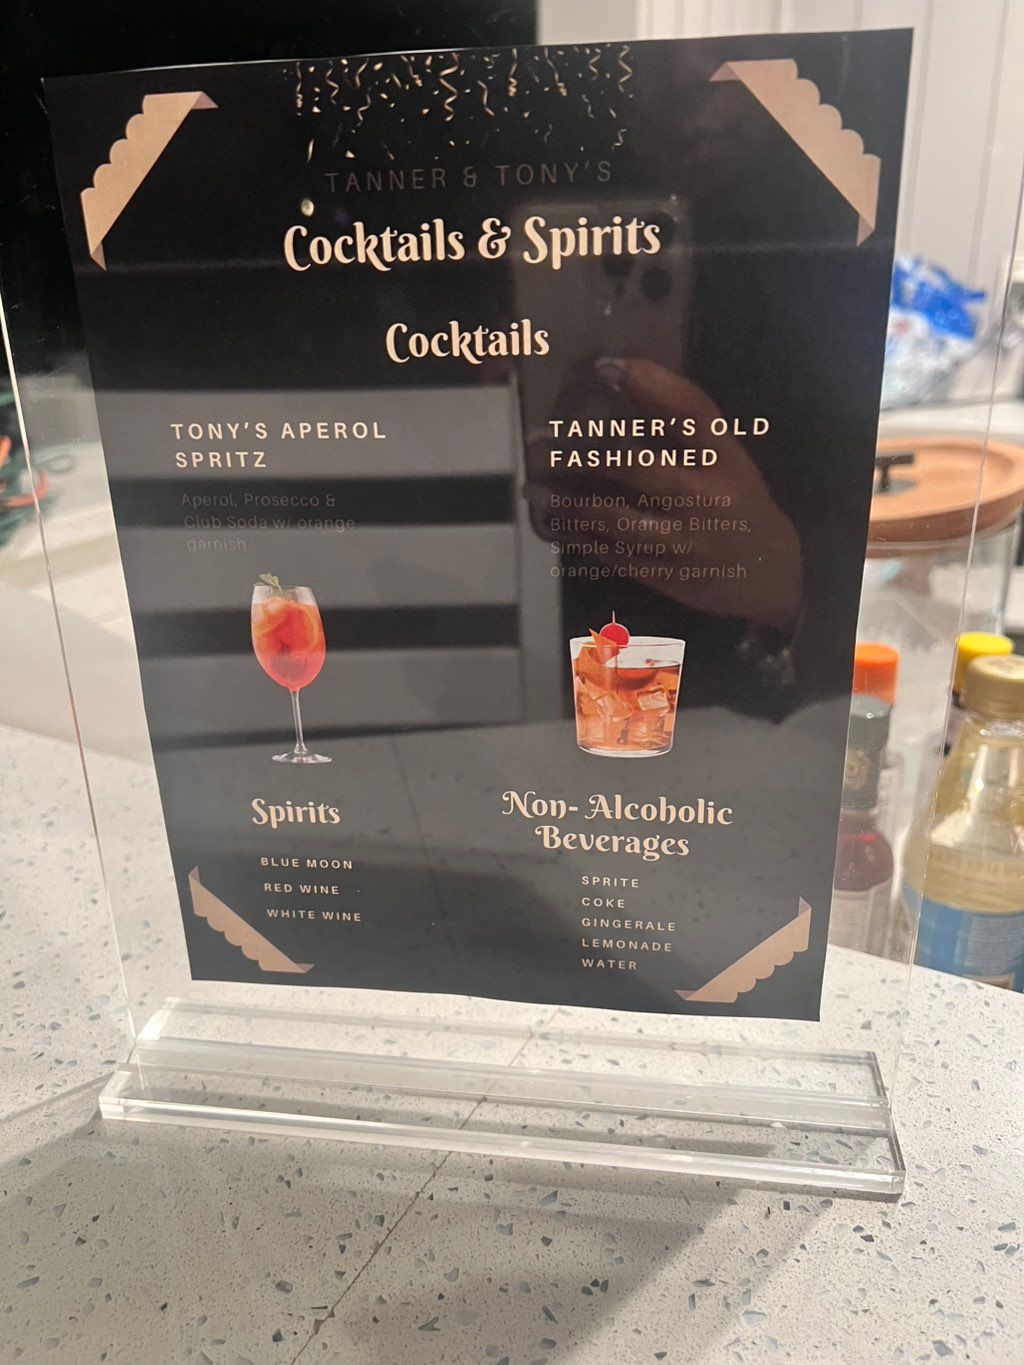 TANNER & TONY'S
Cocktails & Spirits
Cocktails
TONY'S APEROL
SPRITZ
Aperol, Prosecco &
Club Soda w/ orange
garnish
TANNER'S OLD
FASHIONED
Bourbon, Angostura
Bitters, Orange Bitters,
Simple Syrup w/
orange/cherry garnish
Spirits
BLUE MOON
RED WINE
WHITE WINE
Non- Alcoholic
Beverages
SPRITE
COKE
GINGERALE
LEMONADE
WATER